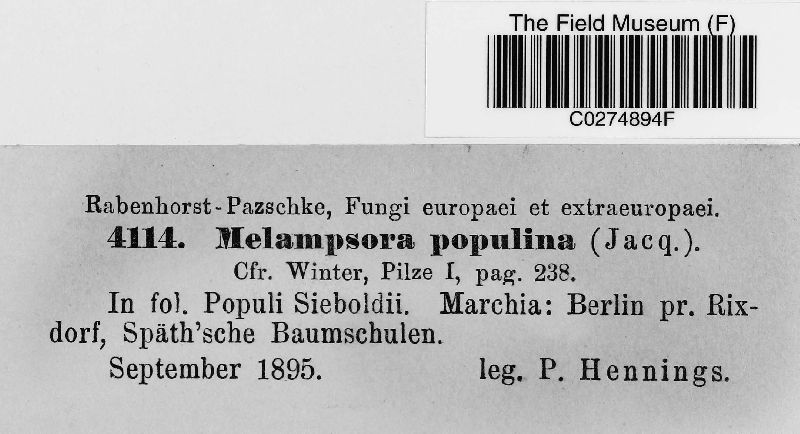 The Field Museum (F)
C0274894F
Rabenhorst-Pazschke, Fungi europaei et extraeuropaei.
4114. Melampsora populina (Jacq.).
Cfr. Winter, Pilze I, pag. 238.
In fol. Populi Sieboldii. Marchia: Berlin pr. Rix-
dorf, Späth'sche Baumschulen.
September 1895. leg. P. Hennings.